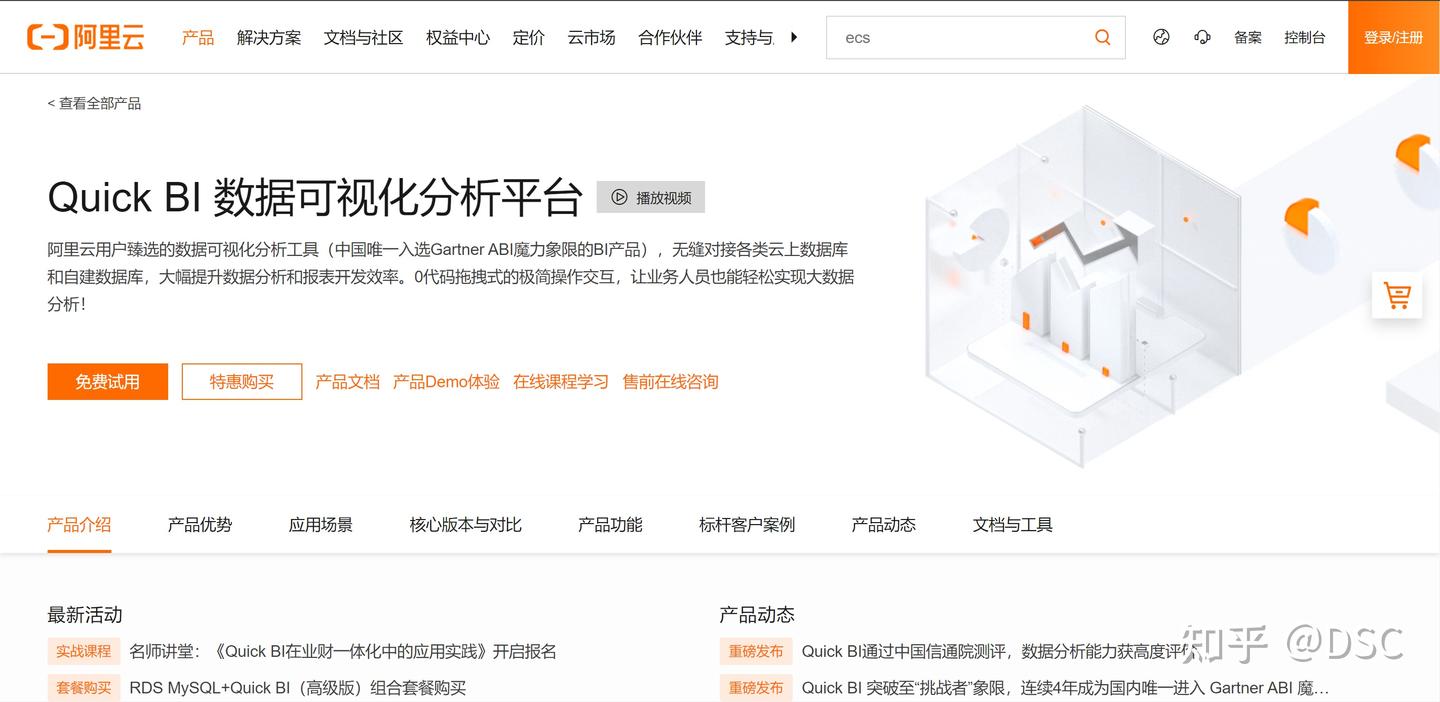 阿里云 产品 解决方案 文档与社区 权益中心 定价 云市场 合作伙伴 支持与 ecs 备案 控制台 登录/注册
< 查看全部产品
Quick BI 数据可视化分析平台 播放视频
阿里云用户臻选的数据可视化分析工具（中国唯一入选Gartner ABI魔力象限的BI产品），无缝对接各类云上数据库
和自建数据库，大幅提升数据分析和报表开发效率。0代码拖拽式的极简操作交互，让业务人员也能轻松实现大数据
分析！
免费试用 特惠购买 产品文档 产品Demo体验 在线课程学习 售前在线咨询
产品介绍 产品优势 应用场景 核心版本与对比 产品功能 标杆客户案例 产品动态 文档与工具
最新活动
实战课程 名师讲堂：《Quick BI在业财一体化中的应用实践》开启报名
套餐购买 RDS MySQL+Quick BI（高级版）组合套餐购买
产品动态
重磅发布 Quick BI通过中国信通院测评，数据分析能力获高度评价
重磅发布 Quick BI 突破至“挑战者”象限，连续4年成为国内唯一进入 Gartner ABI 魔…
知乎 @DSC